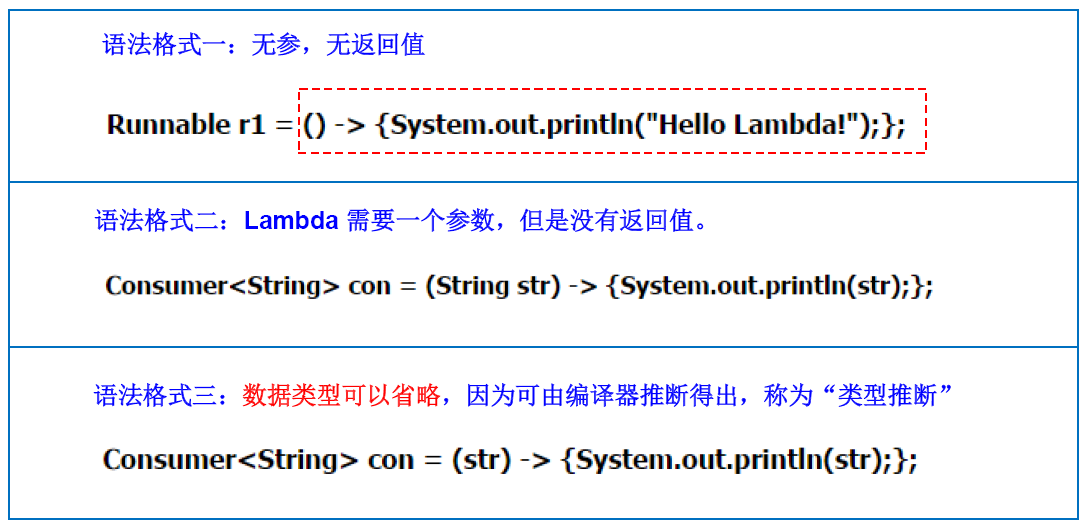 语法格式一：无参，无返回值
Runnable r1 = () -> {System.out.println("Hello Lambda!");};
语法格式二：Lambda 需要一个参数，但是没有返回值。
Consumer<String> con = (String str) -> {System.out.println(str);};
语法格式三：数据类型可以省略，因为可由编译器推断得出，称为“类型推断”
Consumer<String> con = (str) -> {System.out.println(str);};